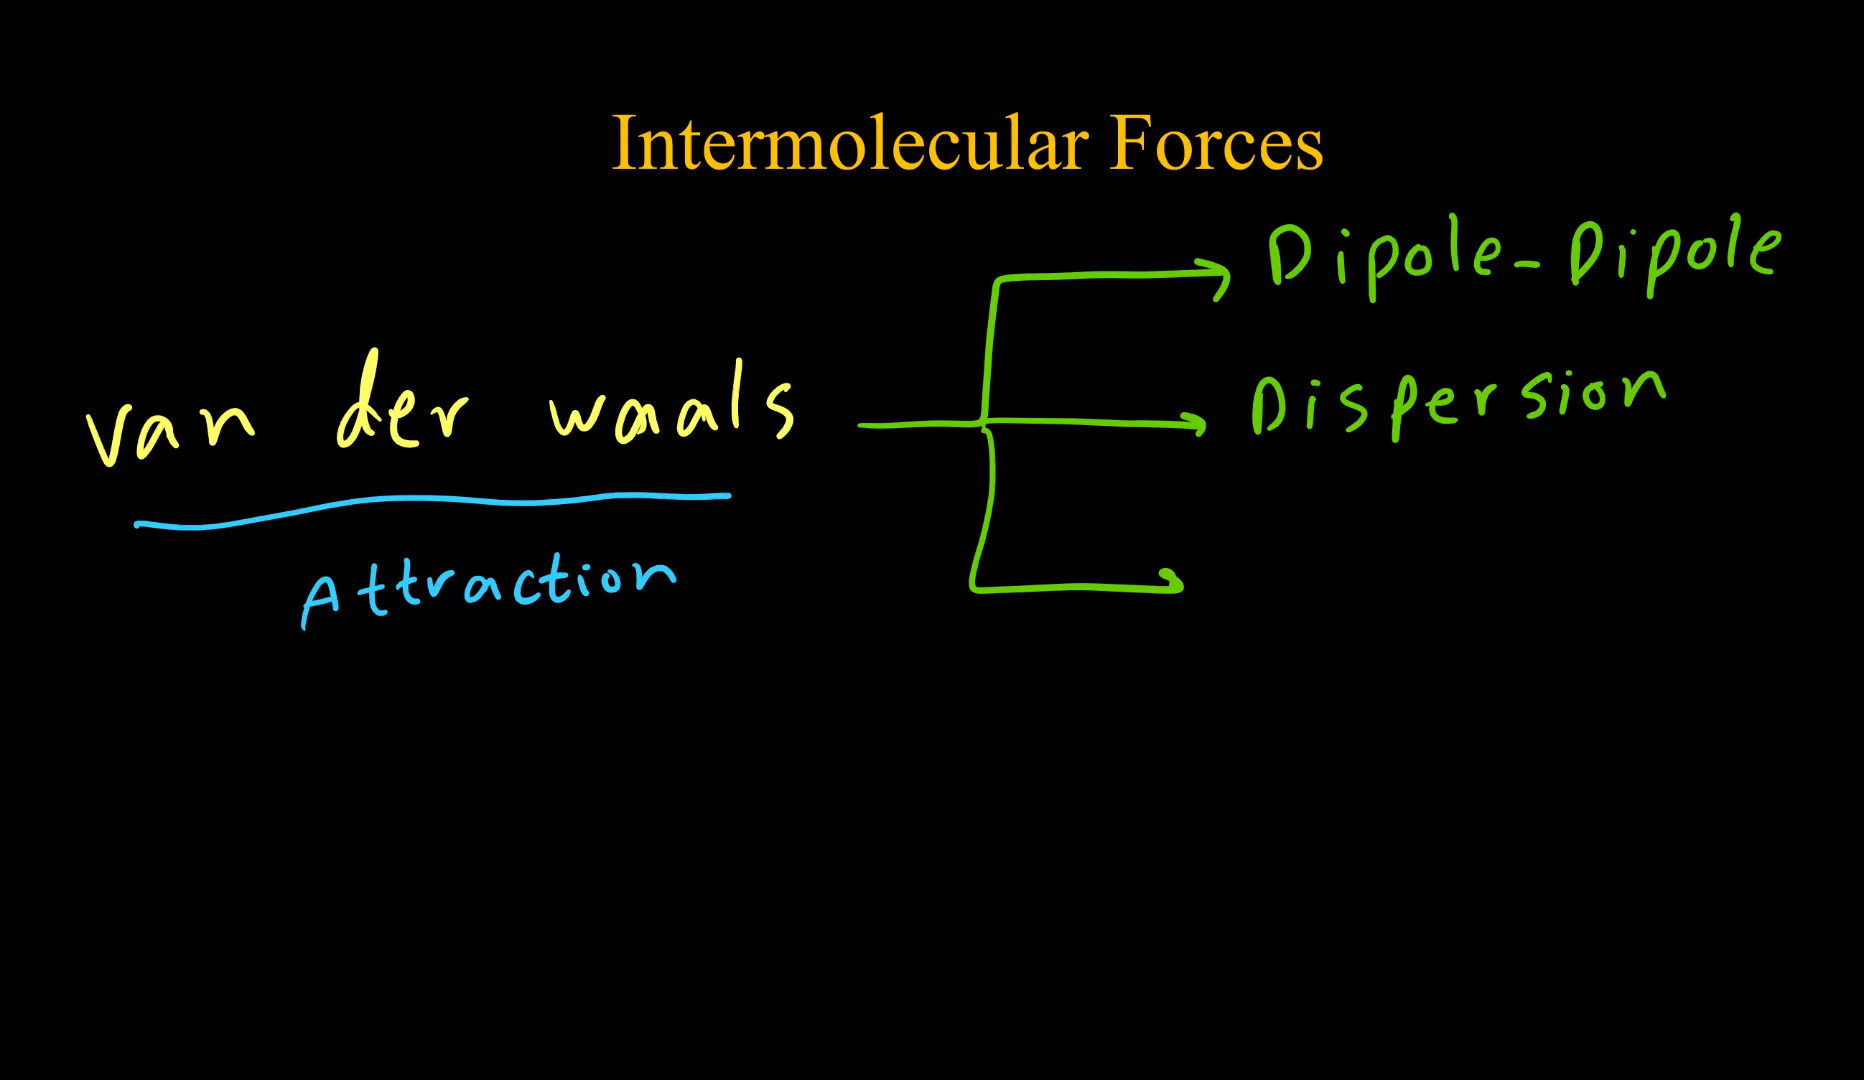 Intermolecular Forces
Dipole-Dipole
van der waals
Dispersion
Attraction